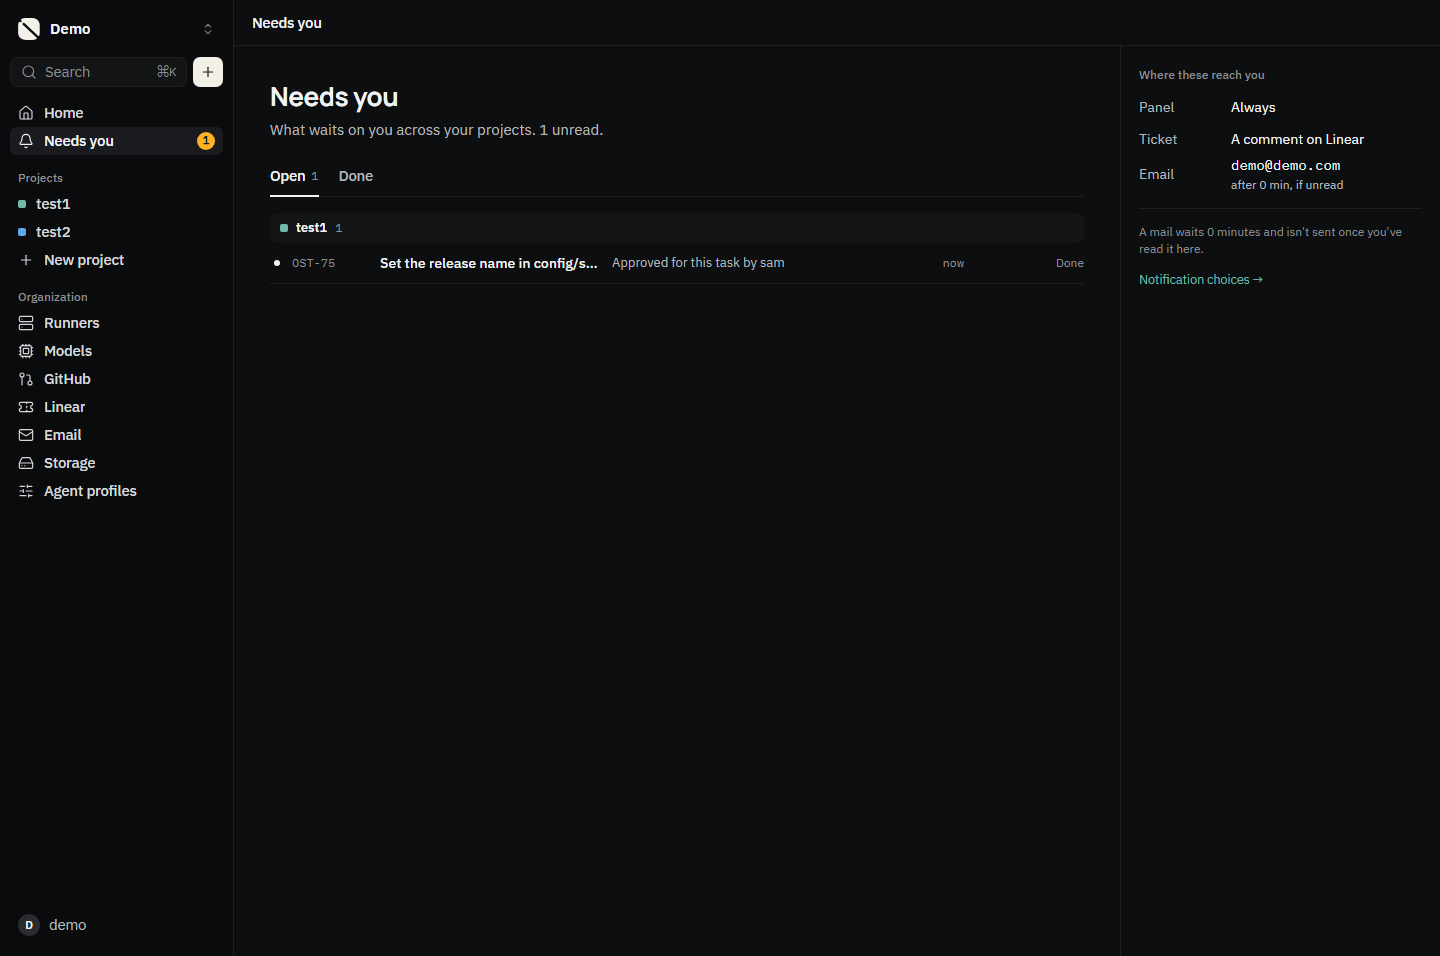 Demo
Search ⌘K
Home
Needs you 1
Projects
test1
test2
New project
Organization
Runners
Models
GitHub
Linear
Email
Storage
Agent profiles
D demo
Needs you
Needs you
What waits on you across your projects. 1 unread.
Open 1 Done
test1 1
OST-75 Set the release name in config/s... Approved for this task by sam now Done
Where these reach you
Panel Always
Ticket A comment on Linear
Email demo@demo.com
after 0 min, if unread
A mail waits 0 minutes and isn't sent once you've
read it here.
Notification choices →